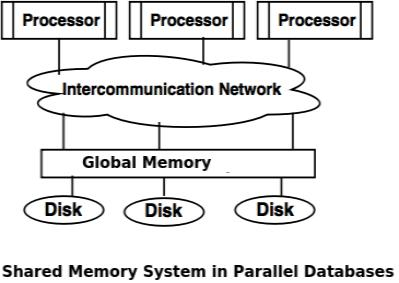 Processor Processor Processor
Intercommunication Network
Global Memory
Disk Disk Disk
Shared Memory System in Parallel Databases